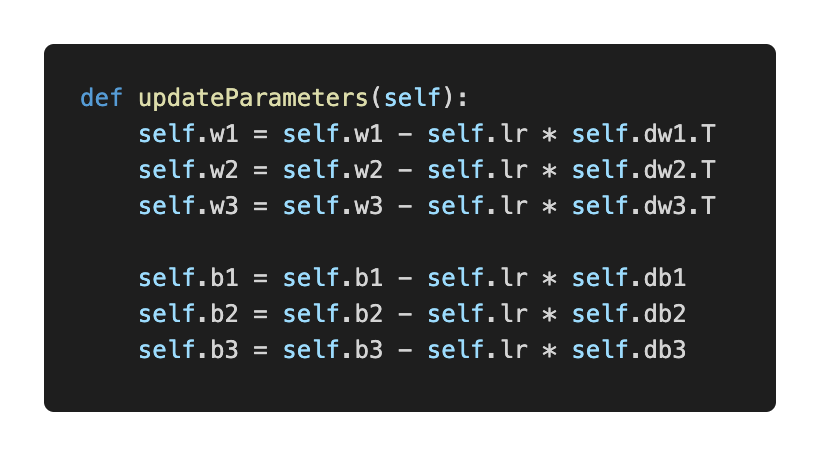 def updateParameters(self):
    self.w1 = self.w1 - self.lr * self.dw1.T
    self.w2 = self.w2 - self.lr * self.dw2.T
    self.w3 = self.w3 - self.lr * self.dw3.T

    self.b1 = self.b1 - self.lr * self.db1
    self.b2 = self.b2 - self.lr * self.db2
    self.b3 = self.b3 - self.lr * self.db3